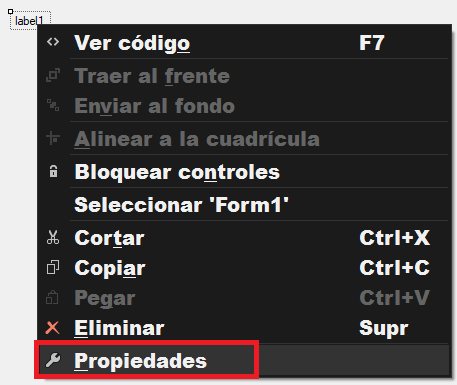 label1
Ver código F7
Traer al frente
Enviar al fondo
Alinear a la cuadrícula
Bloquear controles
Seleccionar 'Form1'
Cortar Ctrl+X
Copiar Ctrl+C
Pegar Ctrl+V
Eliminar Supr
Propiedades